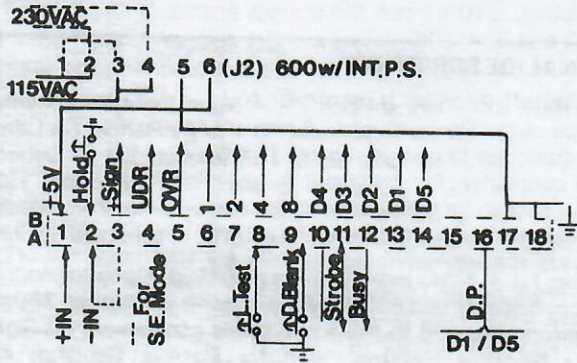 230VAC
1 2 3 4 5 6 (J2) 600w/INT.P.S.
115VAC
+5V
Hold
+Sign
UDR
OVR
1
2
4
8
D4
D3
D2
D1
D5
B
A
1 2 3 4 5 6 7 8 9 10 11 12 13 14 15 16 17 18
+IN
-IN
For
S.E. Mode
L.Test
D.Blank
Strobe
Busy
D.P.
D1 / D5